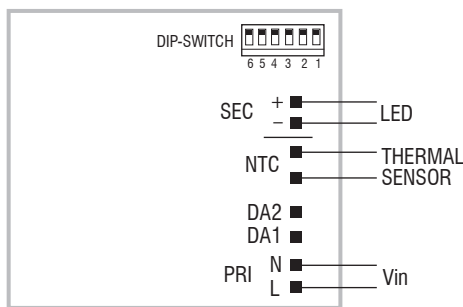 DIP-SWITCH
6 5 4 3 2 1
SEC + LED
−
NTC THERMAL
SENSOR
DA2
DA1
PRI N Vin
L